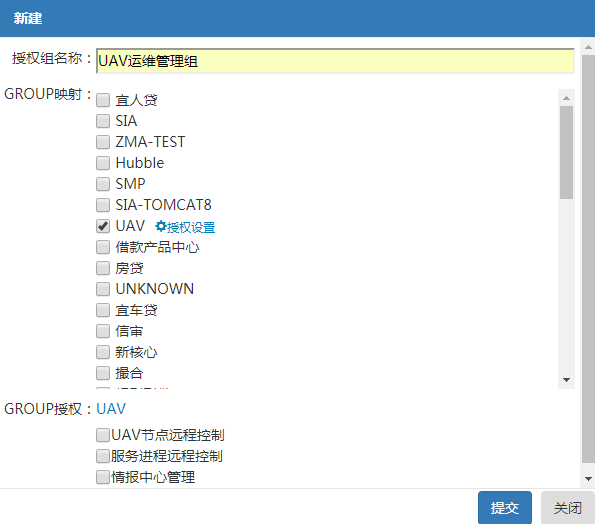 新建
授权组名称：UAV运维管理组
GROUP映射：
宜人贷
SIA
ZMA-TEST
Hubble
SMP
SIA-TOMCAT8
UAV 授权设置
借款产品中心
房贷
UNKNOWN
宜车贷
信审
新核心
撮合
GROUP授权：UAV
UAV节点远程控制
服务进程远程控制
情报中心管理
提交 关闭